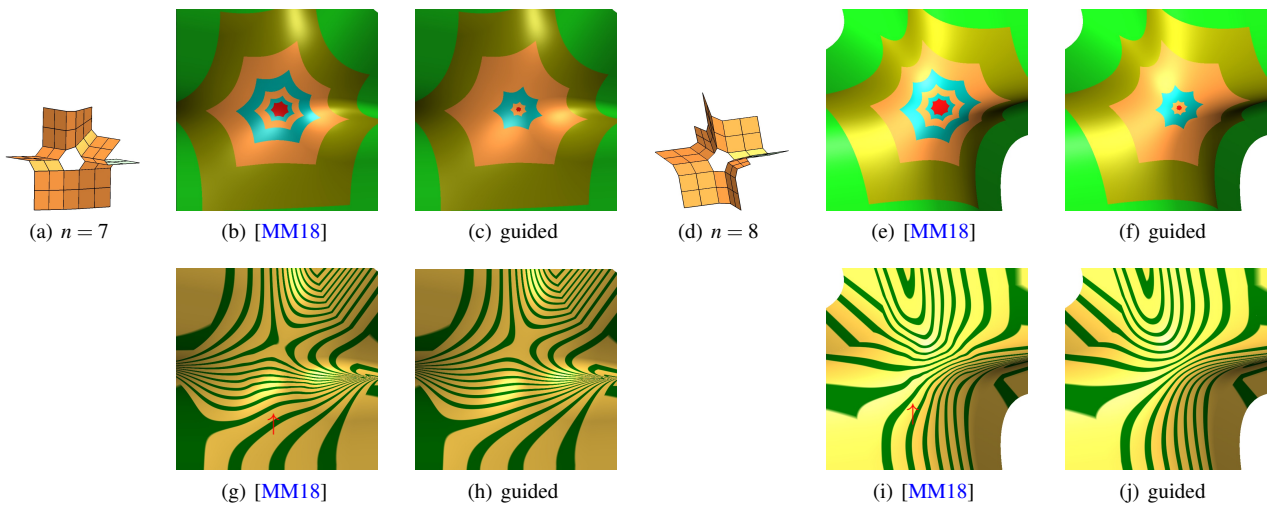 (a) n = 7
(b) [MM18]
(c) guided
(d) n = 8
(e) [MM18]
(f) guided
(g) [MM18]
(h) guided
(i) [MM18]
(j) guided